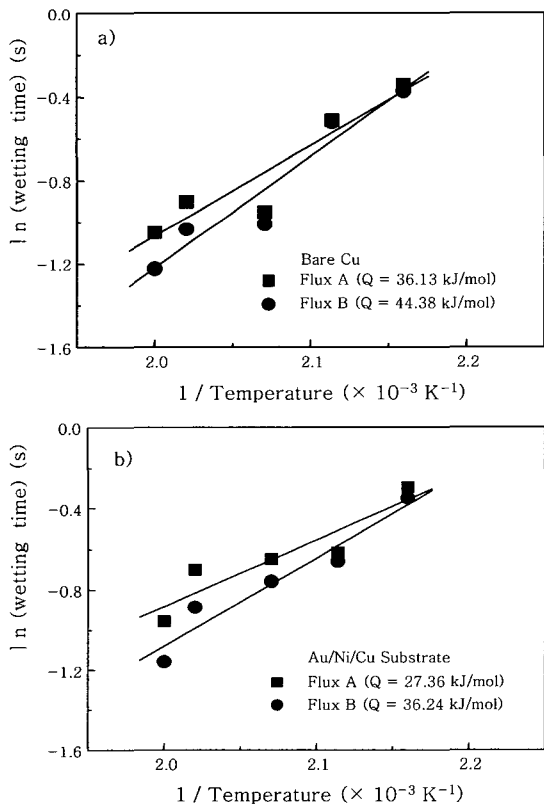 0.0
a)
−0.4
−0.8
−1.2
−1.6
ln (wetting time) (s)
Bare Cu
Flux A (Q = 36.13 kJ/mol)
Flux B (Q = 44.38 kJ/mol)
2.0 2.1 2.2
1 / Temperature (× 10⁻³ K⁻¹)
0.0
b)
−0.4
−0.8
−1.2
−1.6
ln (wetting time) (s)
Au/Ni/Cu Substrate
Flux A (Q = 27.36 kJ/mol)
Flux B (Q = 36.24 kJ/mol)
2.0 2.1 2.2
1 / Temperature (× 10⁻³ K⁻¹)